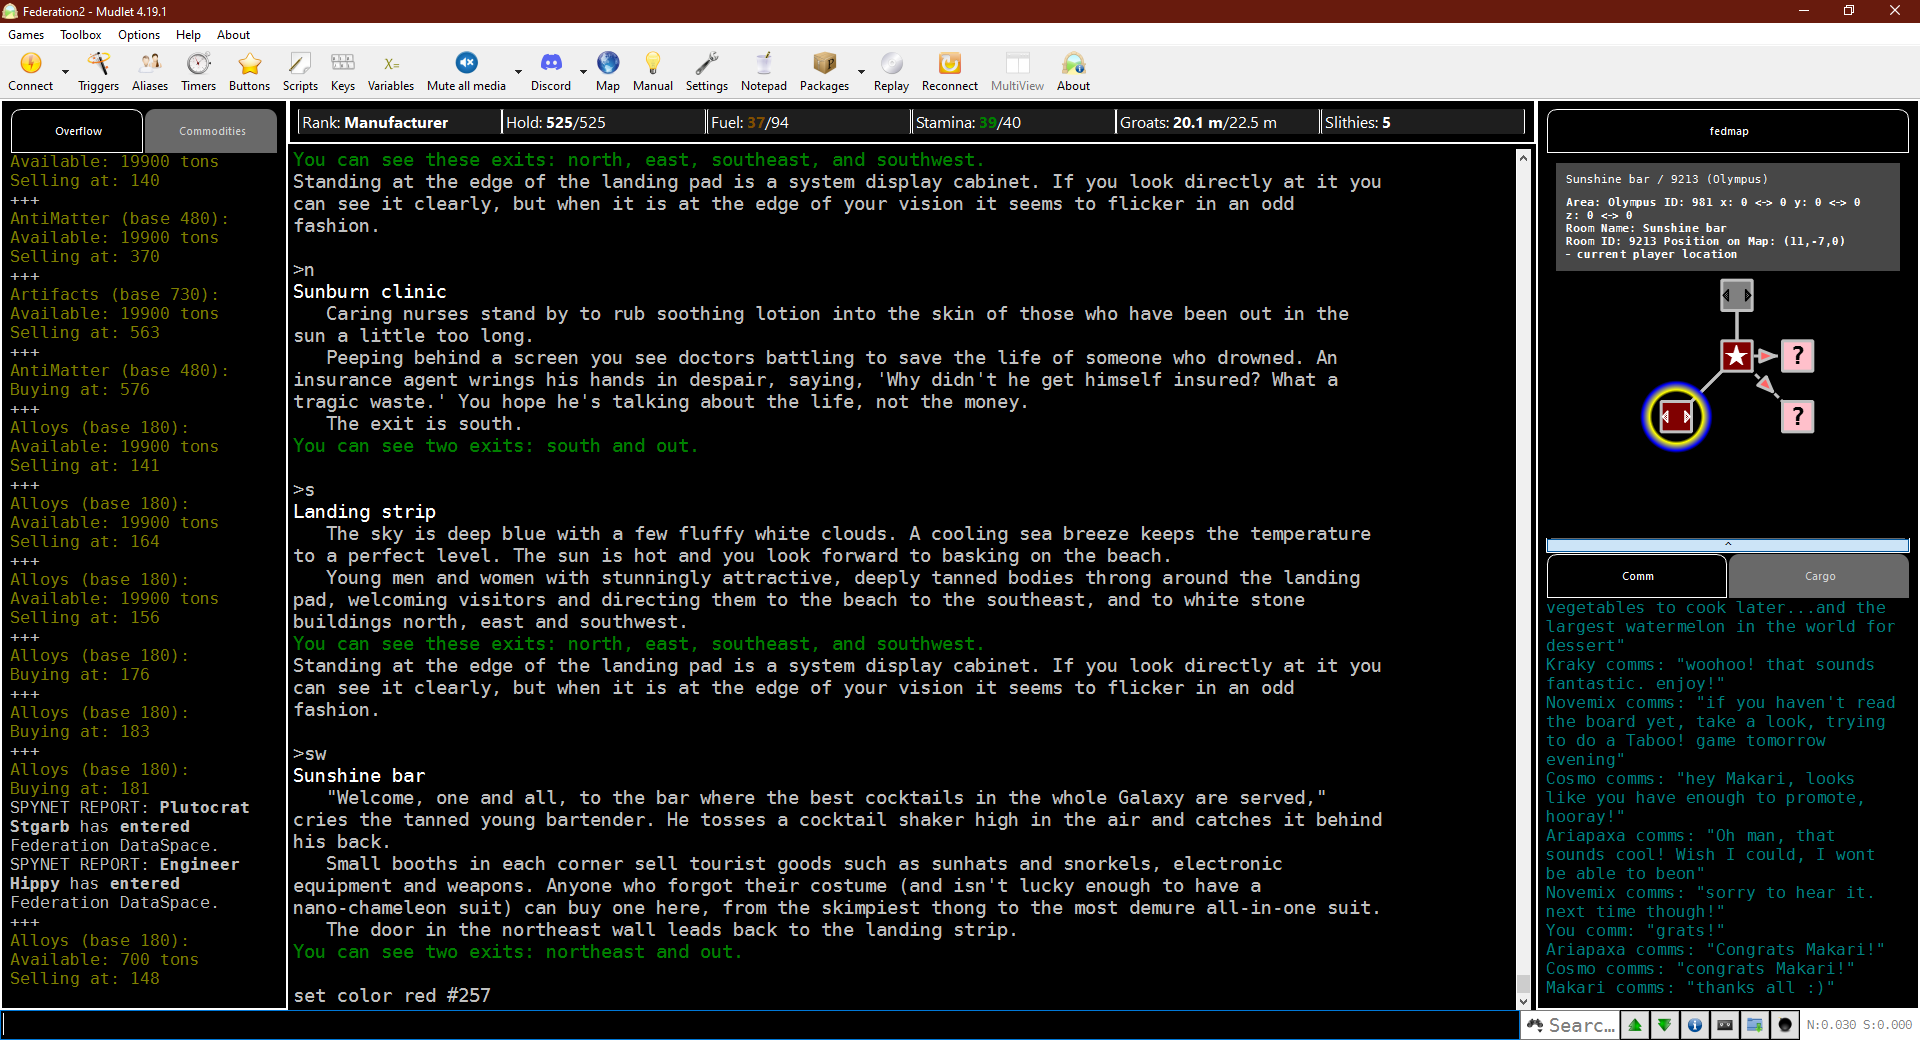 Federation2 - Mudlet 4.19.1
Games Toolbox Options Help About
Connect Triggers Aliases Timers Buttons Scripts Keys Variables Mute all media Discord Map Manual Settings Notepad Packages Replay Reconnect MultiView About
Overflow Commodities
Available: 19900 tons
Selling at: 140
+++
AntiMatter (base 480):
Available: 19900 tons
Selling at: 370
+++
Artifacts (base 730):
Available: 19900 tons
Selling at: 563
+++
AntiMatter (base 480):
Buying at: 576
+++
Alloys (base 180):
Available: 19900 tons
Selling at: 141
+++
Alloys (base 180):
Available: 19900 tons
Selling at: 164
+++
Alloys (base 180):
Available: 19900 tons
Selling at: 156
+++
Alloys (base 180):
Buying at: 176
+++
Alloys (base 180):
Buying at: 183
+++
Alloys (base 180):
Buying at: 181
SPYNET REPORT: Plutocrat
Stgarb has entered
Federation DataSpace.
SPYNET REPORT: Engineer
Hippy has entered
Federation DataSpace.
+++
Alloys (base 180):
Available: 700 tons
Selling at: 148
Rank: Manufacturer Hold: 525/525 Fuel: 37/94 Stamina: 39/40 Groats: 20.1 m/22.5 m Slithies: 5
You can see these exits: north, east, southeast, and southwest.
Standing at the edge of the landing pad is a system display cabinet. If you look directly at it you
can see it clearly, but when it is at the edge of your vision it seems to flicker in an odd
fashion.
>n
Sunburn clinic
Caring nurses stand by to rub soothing lotion into the skin of those who have been out in the
sun a little too long.
Peeping behind a screen you see doctors battling to save the life of someone who drowned. An
insurance agent wrings his hands in despair, saying, 'Why didn't he get himself insured? What a
tragic waste.' You hope he's talking about the life, not the money.
The exit is south.
You can see two exits: south and out.
>s
Landing strip
The sky is deep blue with a few fluffy white clouds. A cooling sea breeze keeps the temperature
to a perfect level. The sun is hot and you look forward to basking on the beach.
Young men and women with stunningly attractive, deeply tanned bodies throng around the landing
pad, welcoming visitors and directing them to the beach to the southeast, and to white stone
buildings north, east and southwest.
You can see these exits: north, east, southeast, and southwest.
Standing at the edge of the landing pad is a system display cabinet. If you look directly at it you
can see it clearly, but when it is at the edge of your vision it seems to flicker in an odd
fashion.
>sw
Sunshine bar
"Welcome, one and all, to the bar where the best cocktails in the whole Galaxy are served,"
cries the tanned young bartender. He tosses a cocktail shaker high in the air and catches it behind
his back.
Small booths in each corner sell tourist goods such as sunhats and snorkels, electronic
equipment and weapons. Anyone who forgot their costume (and isn't lucky enough to have a
nano-chameleon suit) can buy one here, from the skimpiest thong to the most demure all-in-one suit.
The door in the northeast wall leads back to the landing strip.
You can see two exits: northeast and out.
set color red #257
fedmap
Sunshine bar / 9213 (Olympus)
Area: Olympus ID: 981 x: 0 <-> 0 y: 0 <-> 0
z: 0 <-> 0
Room Name: Sunshine bar
Room ID: 9213 Position on Map: (11,-7,0)
- current player location
?
?
Comm Cargo
vegetables to cook later...and the
largest watermelon in the world for
dessert"
Kraky comms: "woohoo! that sounds
fantastic. enjoy!"
Novemix comms: "if you haven't read
the board yet, take a look, trying
to do a Taboo! game tomorrow
evening"
Cosmo comms: "hey Makari, looks
like you have enough to promote,
hooray!"
Ariapaxa comms: "Oh man, that
sounds cool! Wish I could, I wont
be able to beon"
Novemix comms: "sorry to hear it.
next time though!"
You comm: "grats!"
Ariapaxa comms: "Congrats Makari!"
Cosmo comms: "congrats Makari!"
Makari comms: "thanks all :)"
Searc...
N:0.030 S:0.000